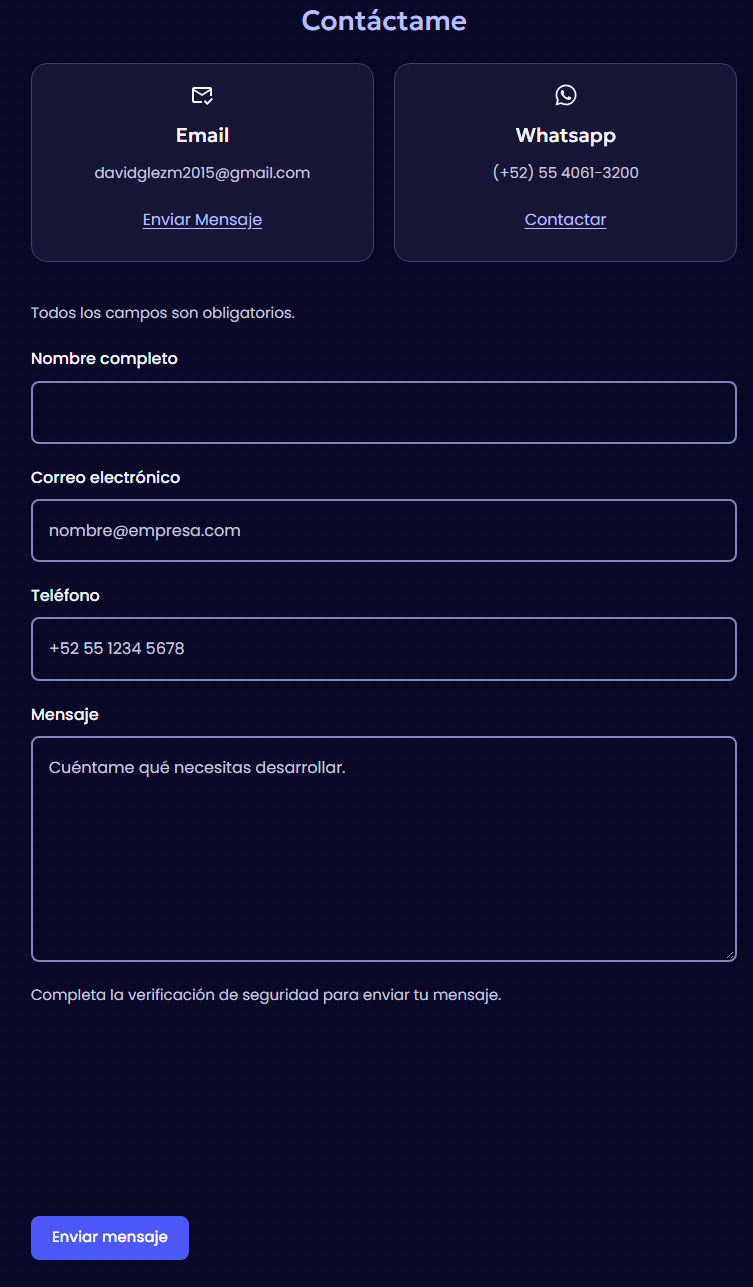 Contáctame
Email
davidglezm2015@gmail.com
Enviar Mensaje
Whatsapp
(+52) 55 4061-3200
Contactar
Todos los campos son obligatorios.
Nombre completo
Correo electrónico
nombre@empresa.com
Teléfono
+52 55 1234 5678
Mensaje
Cuéntame qué necesitas desarrollar.
Completa la verificación de seguridad para enviar tu mensaje.
Enviar mensaje